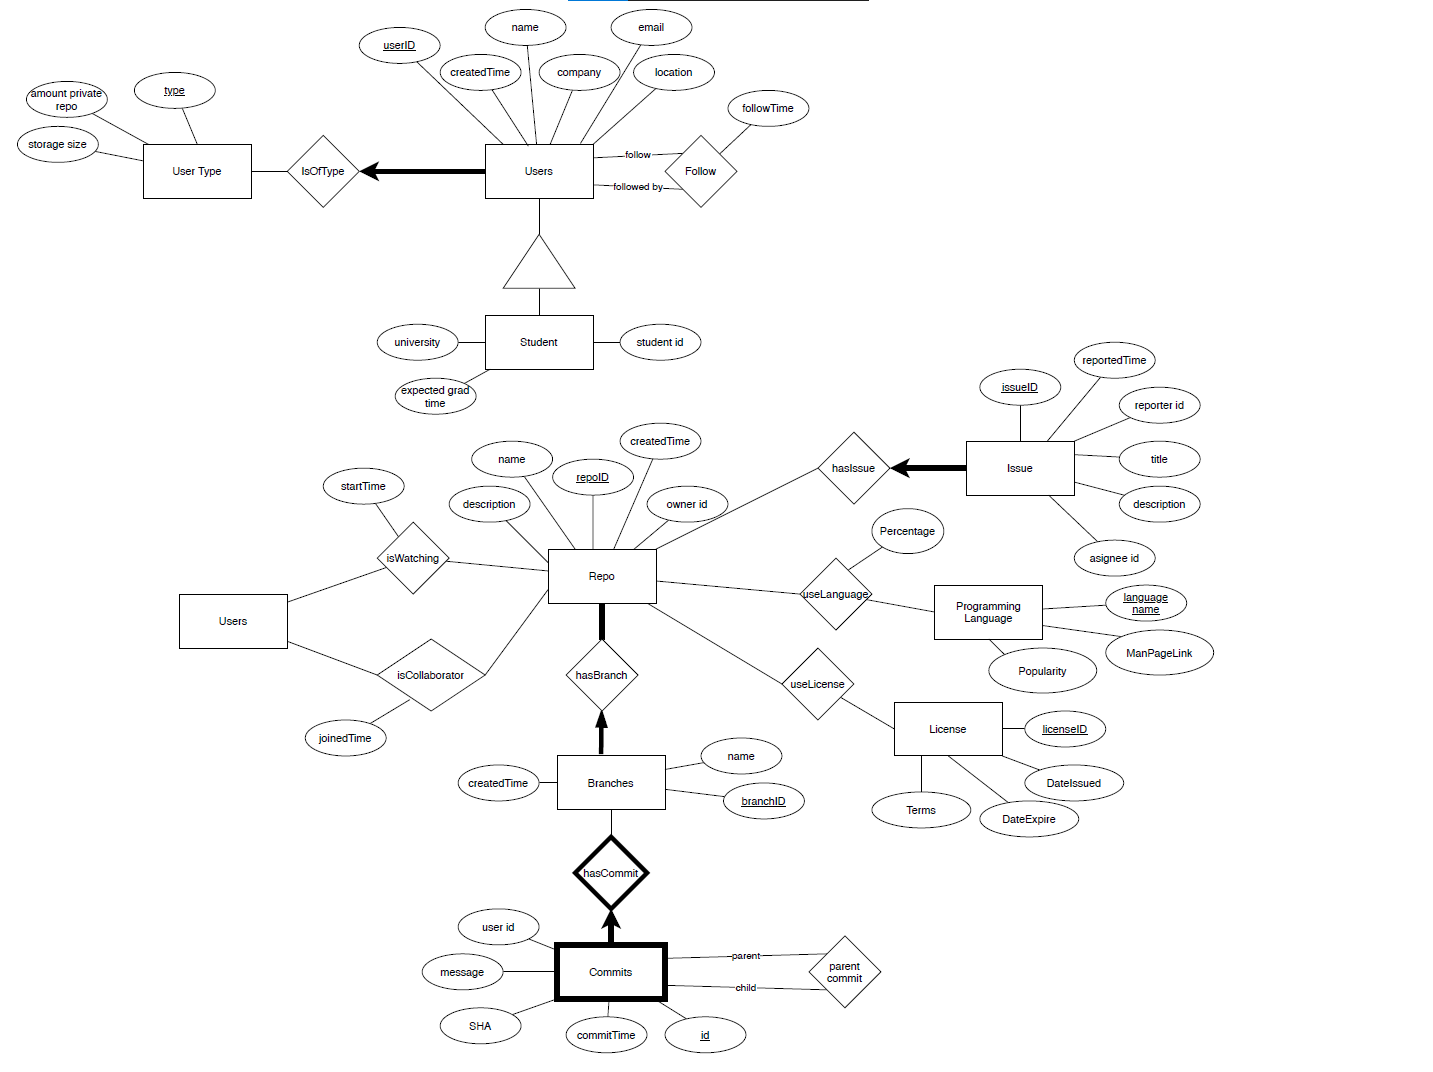 name
email
userID
createdTime
company
location
amount private
repo
type
followTime
storage size
User Type
IsOfType
Users
follow
followed by
Follow
university
Student
student id
expected grad
time
reportedTime
issueID
reporter id
createdTime
name
hasIssue
Issue
title
repoID
startTime
description
owner id
description
Percentage
isWatching
asignee id
Repo
useLanguage
Programming
Language
language
name
Users
ManPageLink
isCollaborator
hasBranch
useLicense
Popularity
joinedTime
License
licenseID
name
createdTime
Branches
DateIssued
branchID
Terms
DateExpire
hasCommit
user id
parent
message
Commits
parent
commit
child
SHA
commitTime
id